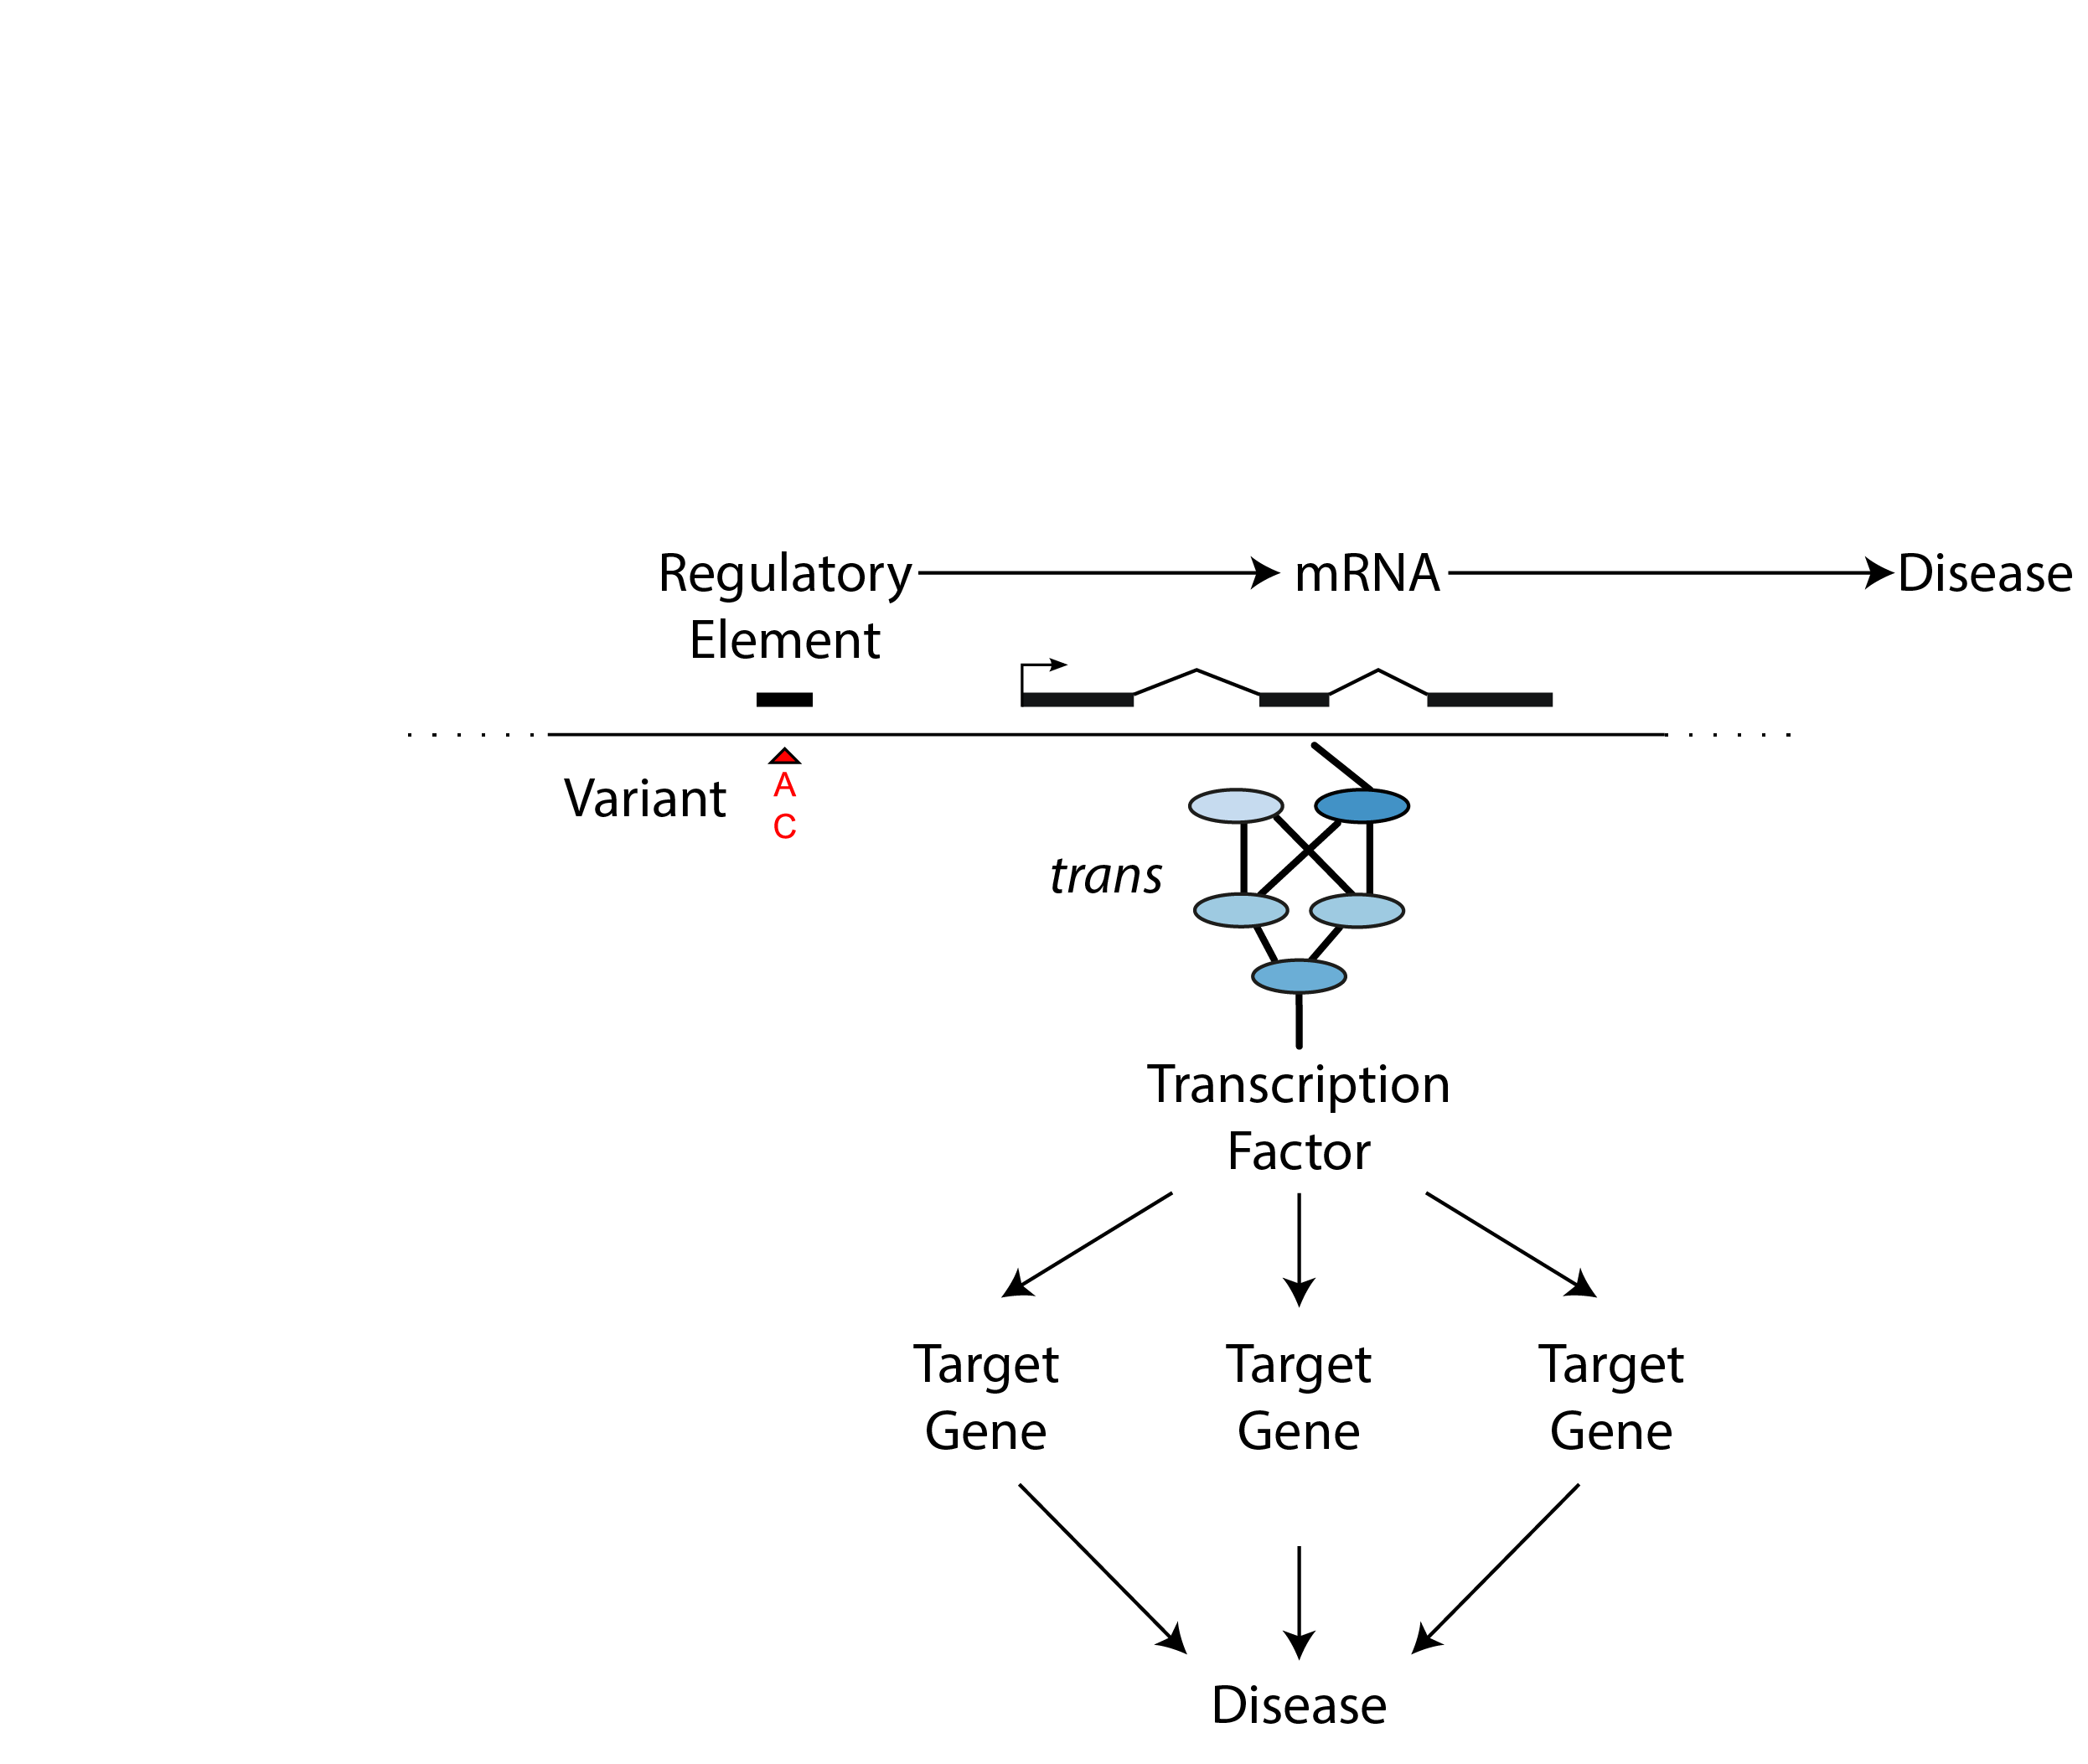 Regulatory
Element
mRNA
Disease
Variant
A
C
trans
Transcription
Factor
Target
Gene
Target
Gene
Target
Gene
Disease